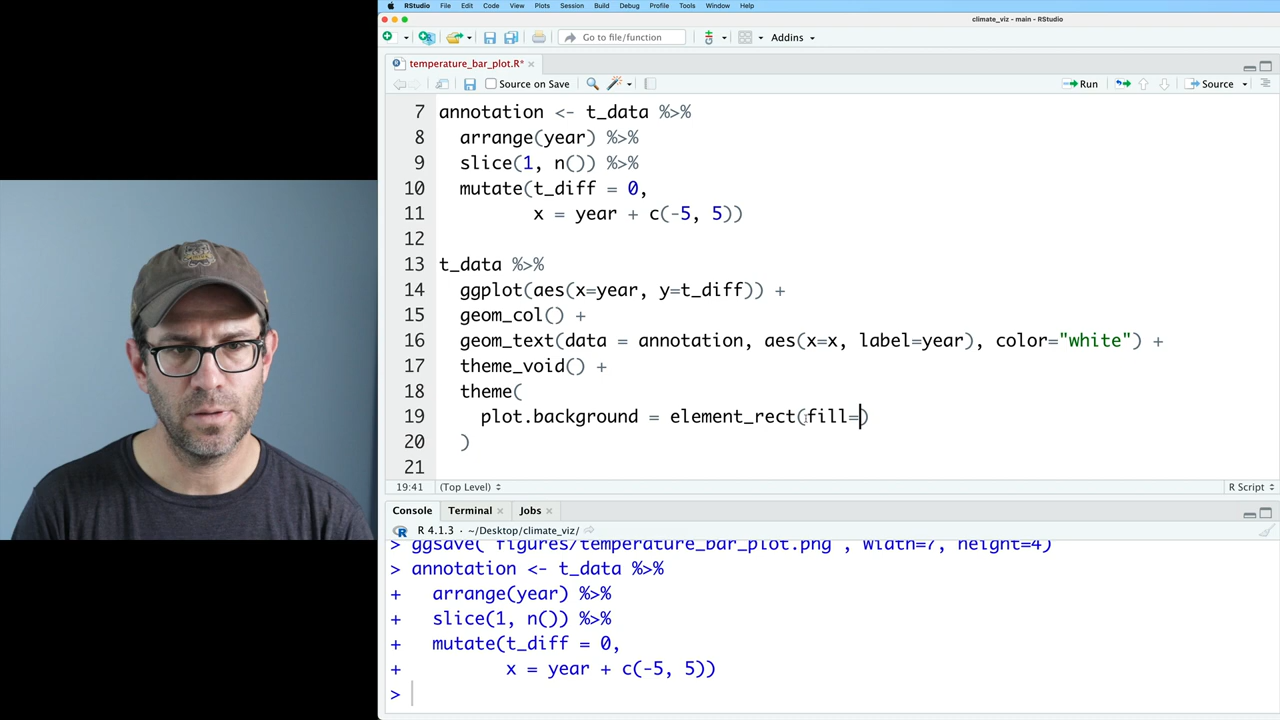 RStudio File Edit Code View Plots Session Build Debug Profile Tools Window Help
climate_viz - main - RStudio
Go to file/function Addins
temperature_bar_plot.R*
Source on Save Run Source
7 annotation <- t_data %>%
8 arrange(year) %>%
9 slice(1, n()) %>%
10 mutate(t_diff = 0,
11 x = year + c(-5, 5))
12
13 t_data %>%
14 ggplot(aes(x=year, y=t_diff)) +
15 geom_col() +
16 geom_text(data = annotation, aes(x=x, label=year), color="white") +
17 theme_void() +
18 theme(
19 plot.background = element_rect(fill=)
20 )
21
19:41 (Top Level) R Script
Console Terminal Jobs
R 4.1.3 · ~/Desktop/climate_viz/
> ggsave( figures/temperature_bar_plot.png , width=7, height=4)
> annotation <- t_data %>%
+ arrange(year) %>%
+ slice(1, n()) %>%
+ mutate(t_diff = 0,
+ x = year + c(-5, 5))
>